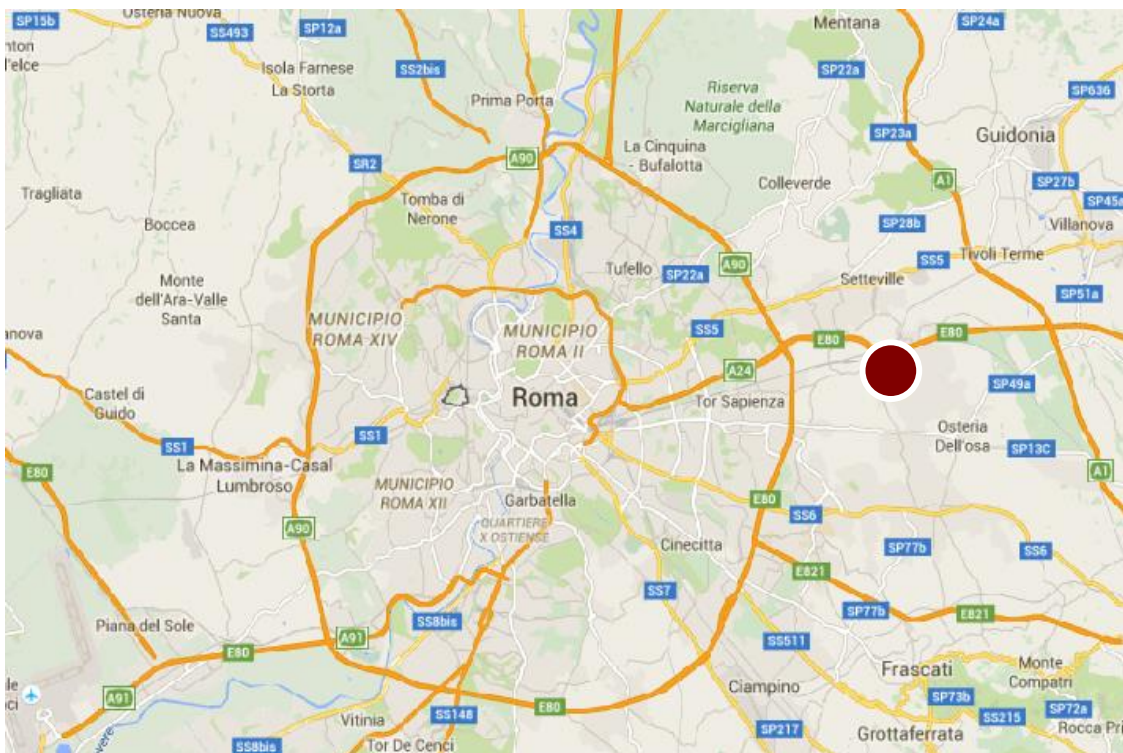 SP15b
Osteria Nuova
SS493
SP12a
SS2bis
Mentana
SP24a
SP22a
SP636
Isola Farnese
La Storta
Prima Porta
Riserva
Naturale della
Marcigliana
SP23a
Guidonia
A90
SR2
La Cinquina
- Bufalotta
Colleverde
A1
SP27b
SP45a
Tragliata
Tomba di
Nerone
Boccea
SS4
SP28b
Villanova
Tivoli Terme
SS5
Tufello
SP22a
A90
Setteville
Monte
dell'Ara-Valle
Santa
SP51a
MUNICIPIO
ROMA XIV
MUNICIPIO
ROMA II
SS5
E80
E80
A24
Roma
Tor Sapienza
SP49a
Castel di
Guido
SS1
SS1
Osteria
Dell'osa
SP13C
La Massimina-Casal
Lumbroso
E80
A1
MUNICIPIO
ROMA XII
Garbatella
E80
A90
QUARTIERE
X OSTIENSE
SS6
Cinecitta
SP77b
SS6
E821
SS7
SP77b
E821
Piana del Sole
SS8bis
A91
E80
SS511
Frascati
Monte
Compatri
A91
Ciampino
SP73b
E80
SS148
SS215
SP72a
Vitinia
SP217
Grottaferrata
SS8bis
Tor De Cenci